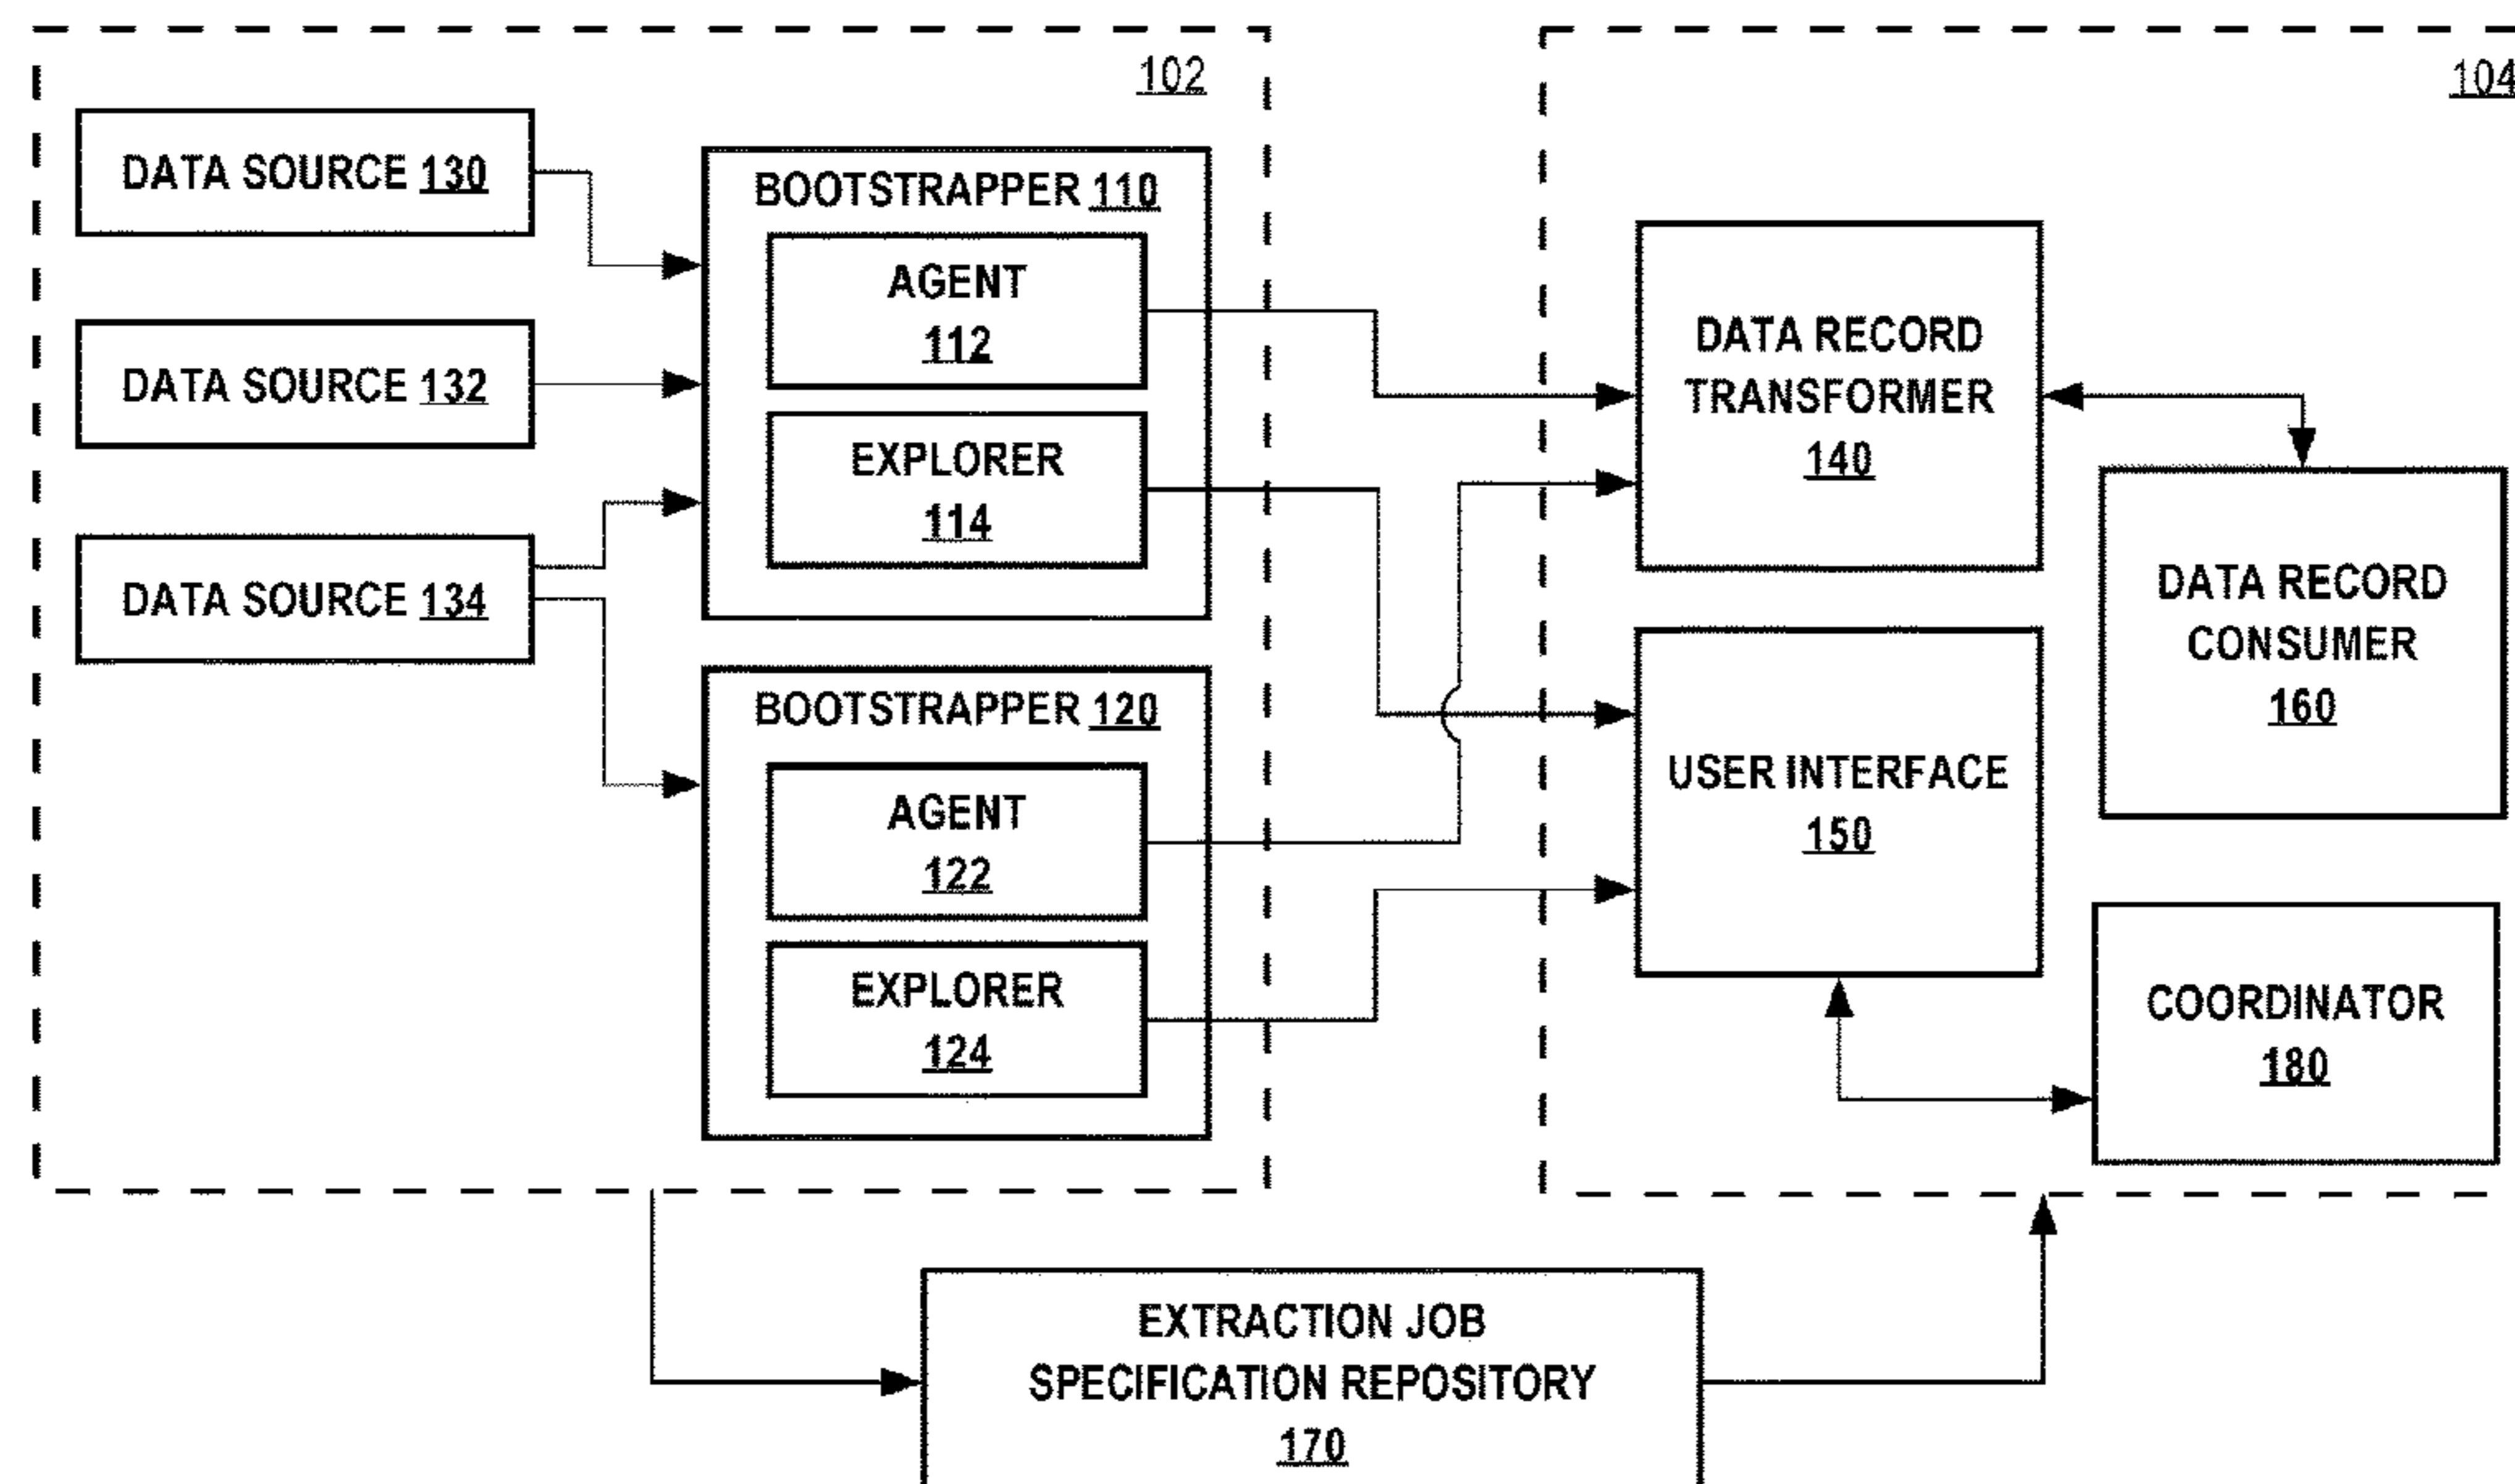 102
104
DATA SOURCE 130
DATA SOURCE 132
DATA SOURCE 134
BOOTSTRAPPER 110
AGENT
112
EXPLORER
114
BOOTSTRAPPER 120
AGENT
122
EXPLORER
124
DATA RECORD
TRANSFORMER
140
USER INTERFACE
150
DATA RECORD
CONSUMER
160
COORDINATOR
180
EXTRACTION JOB
SPECIFICATION REPOSITORY
170